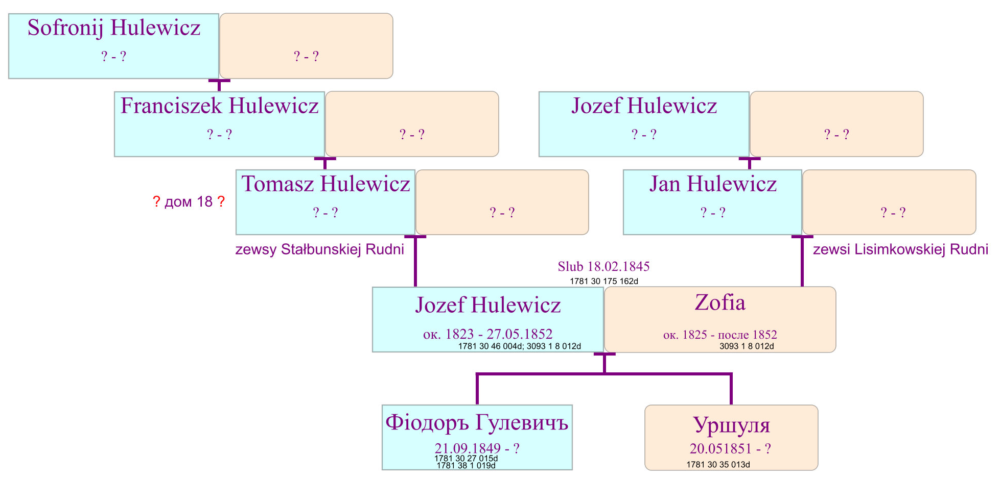 Sofronij Hulewicz
? - ?
? - ?
Franciszek Hulewicz
? - ?
? - ?
Jozef Hulewicz
? - ?
? - ?
? дом 18 ?
Tomasz Hulewicz
? - ?
? - ?
Jan Hulewicz
? - ?
? - ?
zewsy Stałbunskiej Rudni
zewsi Lisimkowskiej Rudni
Slub 18.02.1845
1781 30 175 162d
Jozef Hulewicz
ок. 1823 - 27.05.1852
1781 30 46 004d; 3093 1 8 012d
Zofia
ок. 1825 - после 1852
3093 1 8 012d
Фіодоръ Гулевичъ
21.09.1849 - ?
1781 30 27 015d
1781 38 1 019d
Уршуля
20.051851 - ?
1781 30 35 013d